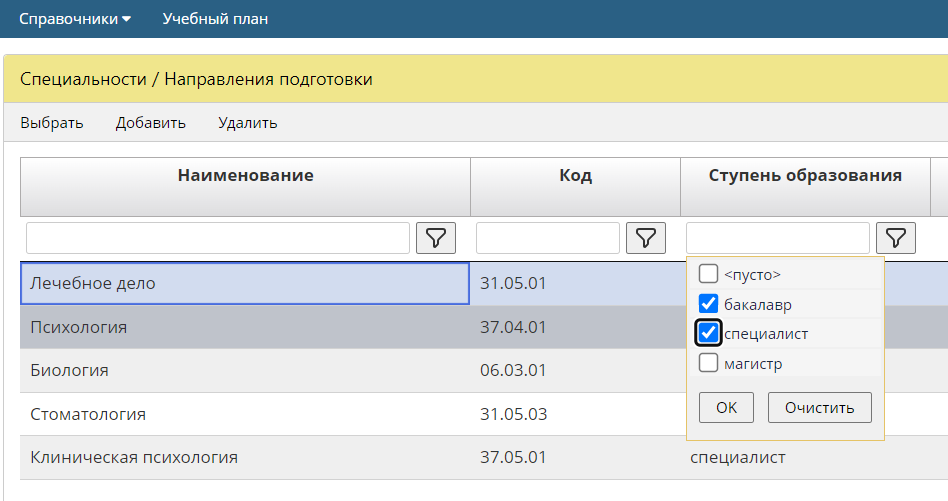 Справочники Учебный план
Специальности / Направления подготовки
Выбрать Добавить Удалить
Наименование Код Ступень образования
Лечебное дело 31.05.01
Психология 37.04.01
Биология 06.03.01
Стоматология 31.05.03
Клиническая психология 37.05.01 специалист
<пусто>
бакалавр
специалист
магистр
OK Очистить